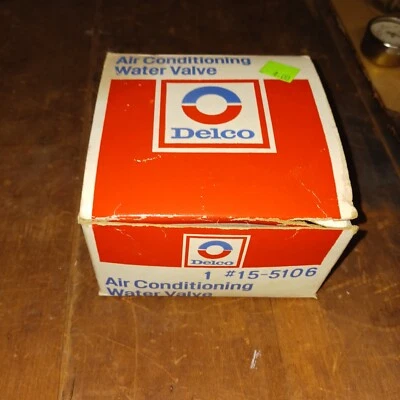 Air Conditioning
Water Valve
Delco
Delco
1 #15-5106
Air Conditioning
Water Valve